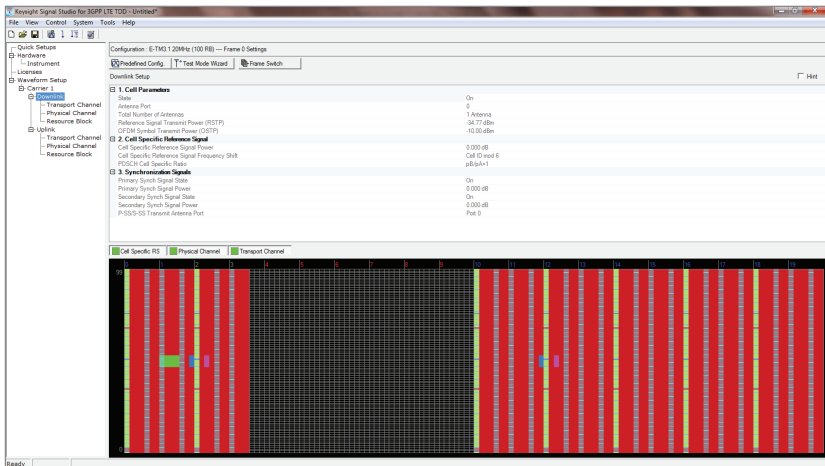 Keysight Signal Studio for 3GPP LTE TDD - Untitled*
File View Control System Tools Help
Quick Setups
Hardware
Instrument
Licenses
Waveform Setup
Carrier 1
Downlink
Transport Channel
Physical Channel
Resource Block
Uplink
Transport Channel
Physical Channel
Resource Block
Configuration : E-TM3.1 20MHz (100 RB) --- Frame 0 Settings
Predefined Config. Test Mode Wizard Frame Switch
Downlink Setup Hint
1. Cell Parameters
State On
Antenna Port 0
Total Number of Antennas 1 Antenna
Reference Signal Transmit Power (RSTP) -34.77 dBm
OFDM Symbol Transmit Power (OSTP) -10.00 dBm
2. Cell Specific Reference Signal
Cell Specific Reference Signal Power 0.000 dB
Cell Specific Reference Signal Frequency Shift Cell ID mod 6
PDSCH Cell Specific Ratio pB/pA=1
3. Synchronization Signals
Primary Synch Signal State On
Primary Synch Signal Power 0.000 dB
Secondary Synch Signal State On
Secondary Synch Signal Power 0.000 dB
P-SS/S-SS Transmit Antenna Port Port 0
Cell Specific RS Physical Channel Transport Channel
0 1 2 3 4 5 6 7 8 9 10 11 12 13 14 15 16 17 18 19
99
0
Ready